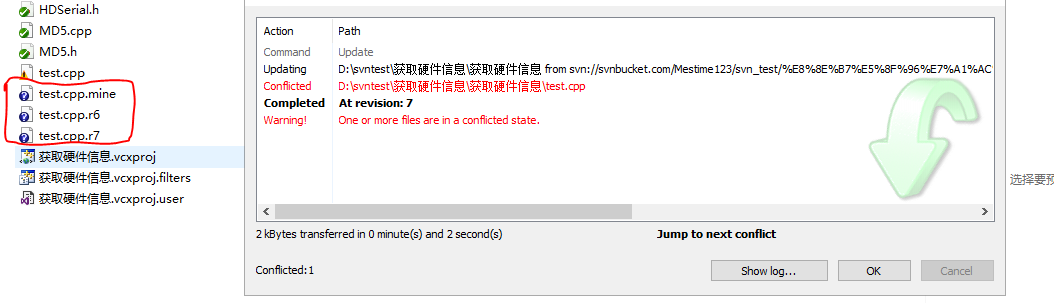 HDSerial.h
MD5.cpp
MD5.h
test.cpp
test.cpp.mine
test.cpp.r6
test.cpp.r7
获取硬件信息.vcxproj
获取硬件信息.vcxproj.filters
获取硬件信息.vcxproj.user
Action Path
Command Update
Updating D:\svntest\获取硬件信息\获取硬件信息 from svn://svnbucket.com/Mestime123/svn_test/%E8%8E%B7%E5%8F%96%E7%A1%AC
Conflicted D:\svntest\获取硬件信息\获取硬件信息\test.cpp
Completed At revision: 7
Warning! One or more files are in a conflicted state.
2 kBytes transferred in 0 minute(s) and 2 second(s) Jump to next conflict
Conflicted:1 Show log... OK Cancel
选择要预